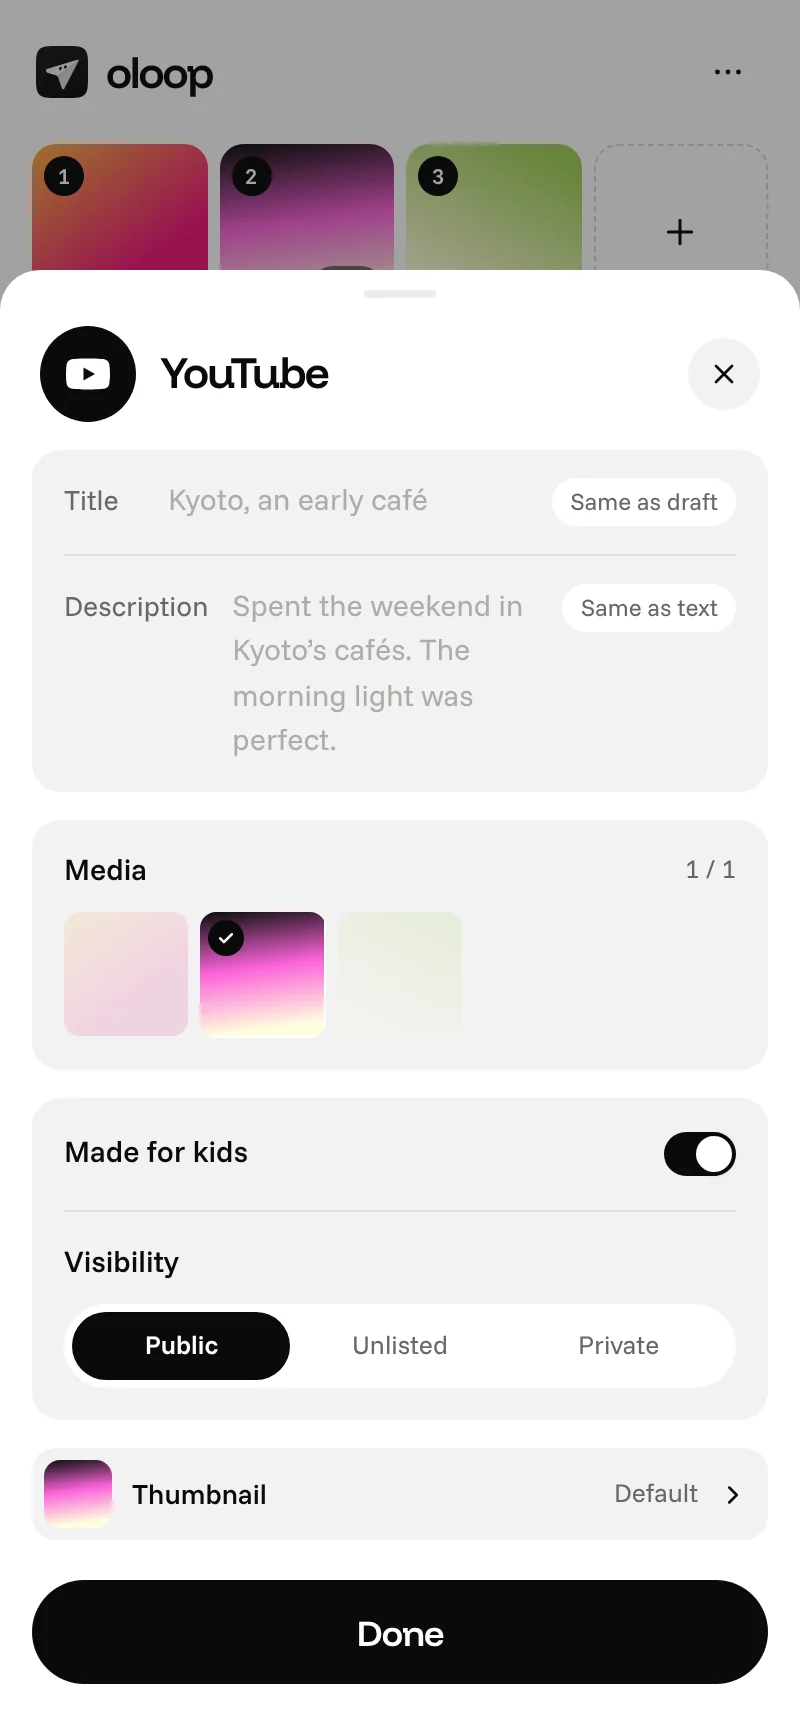 oloop
1
2
3
YouTube
Title
Kyoto, an early café
Same as draft
Description
Spent the weekend in
Kyoto’s cafés. The
morning light was
perfect.
Same as text
Media
1 / 1
Made for kids
Visibility
Public
Unlisted
Private
Thumbnail
Default
Done